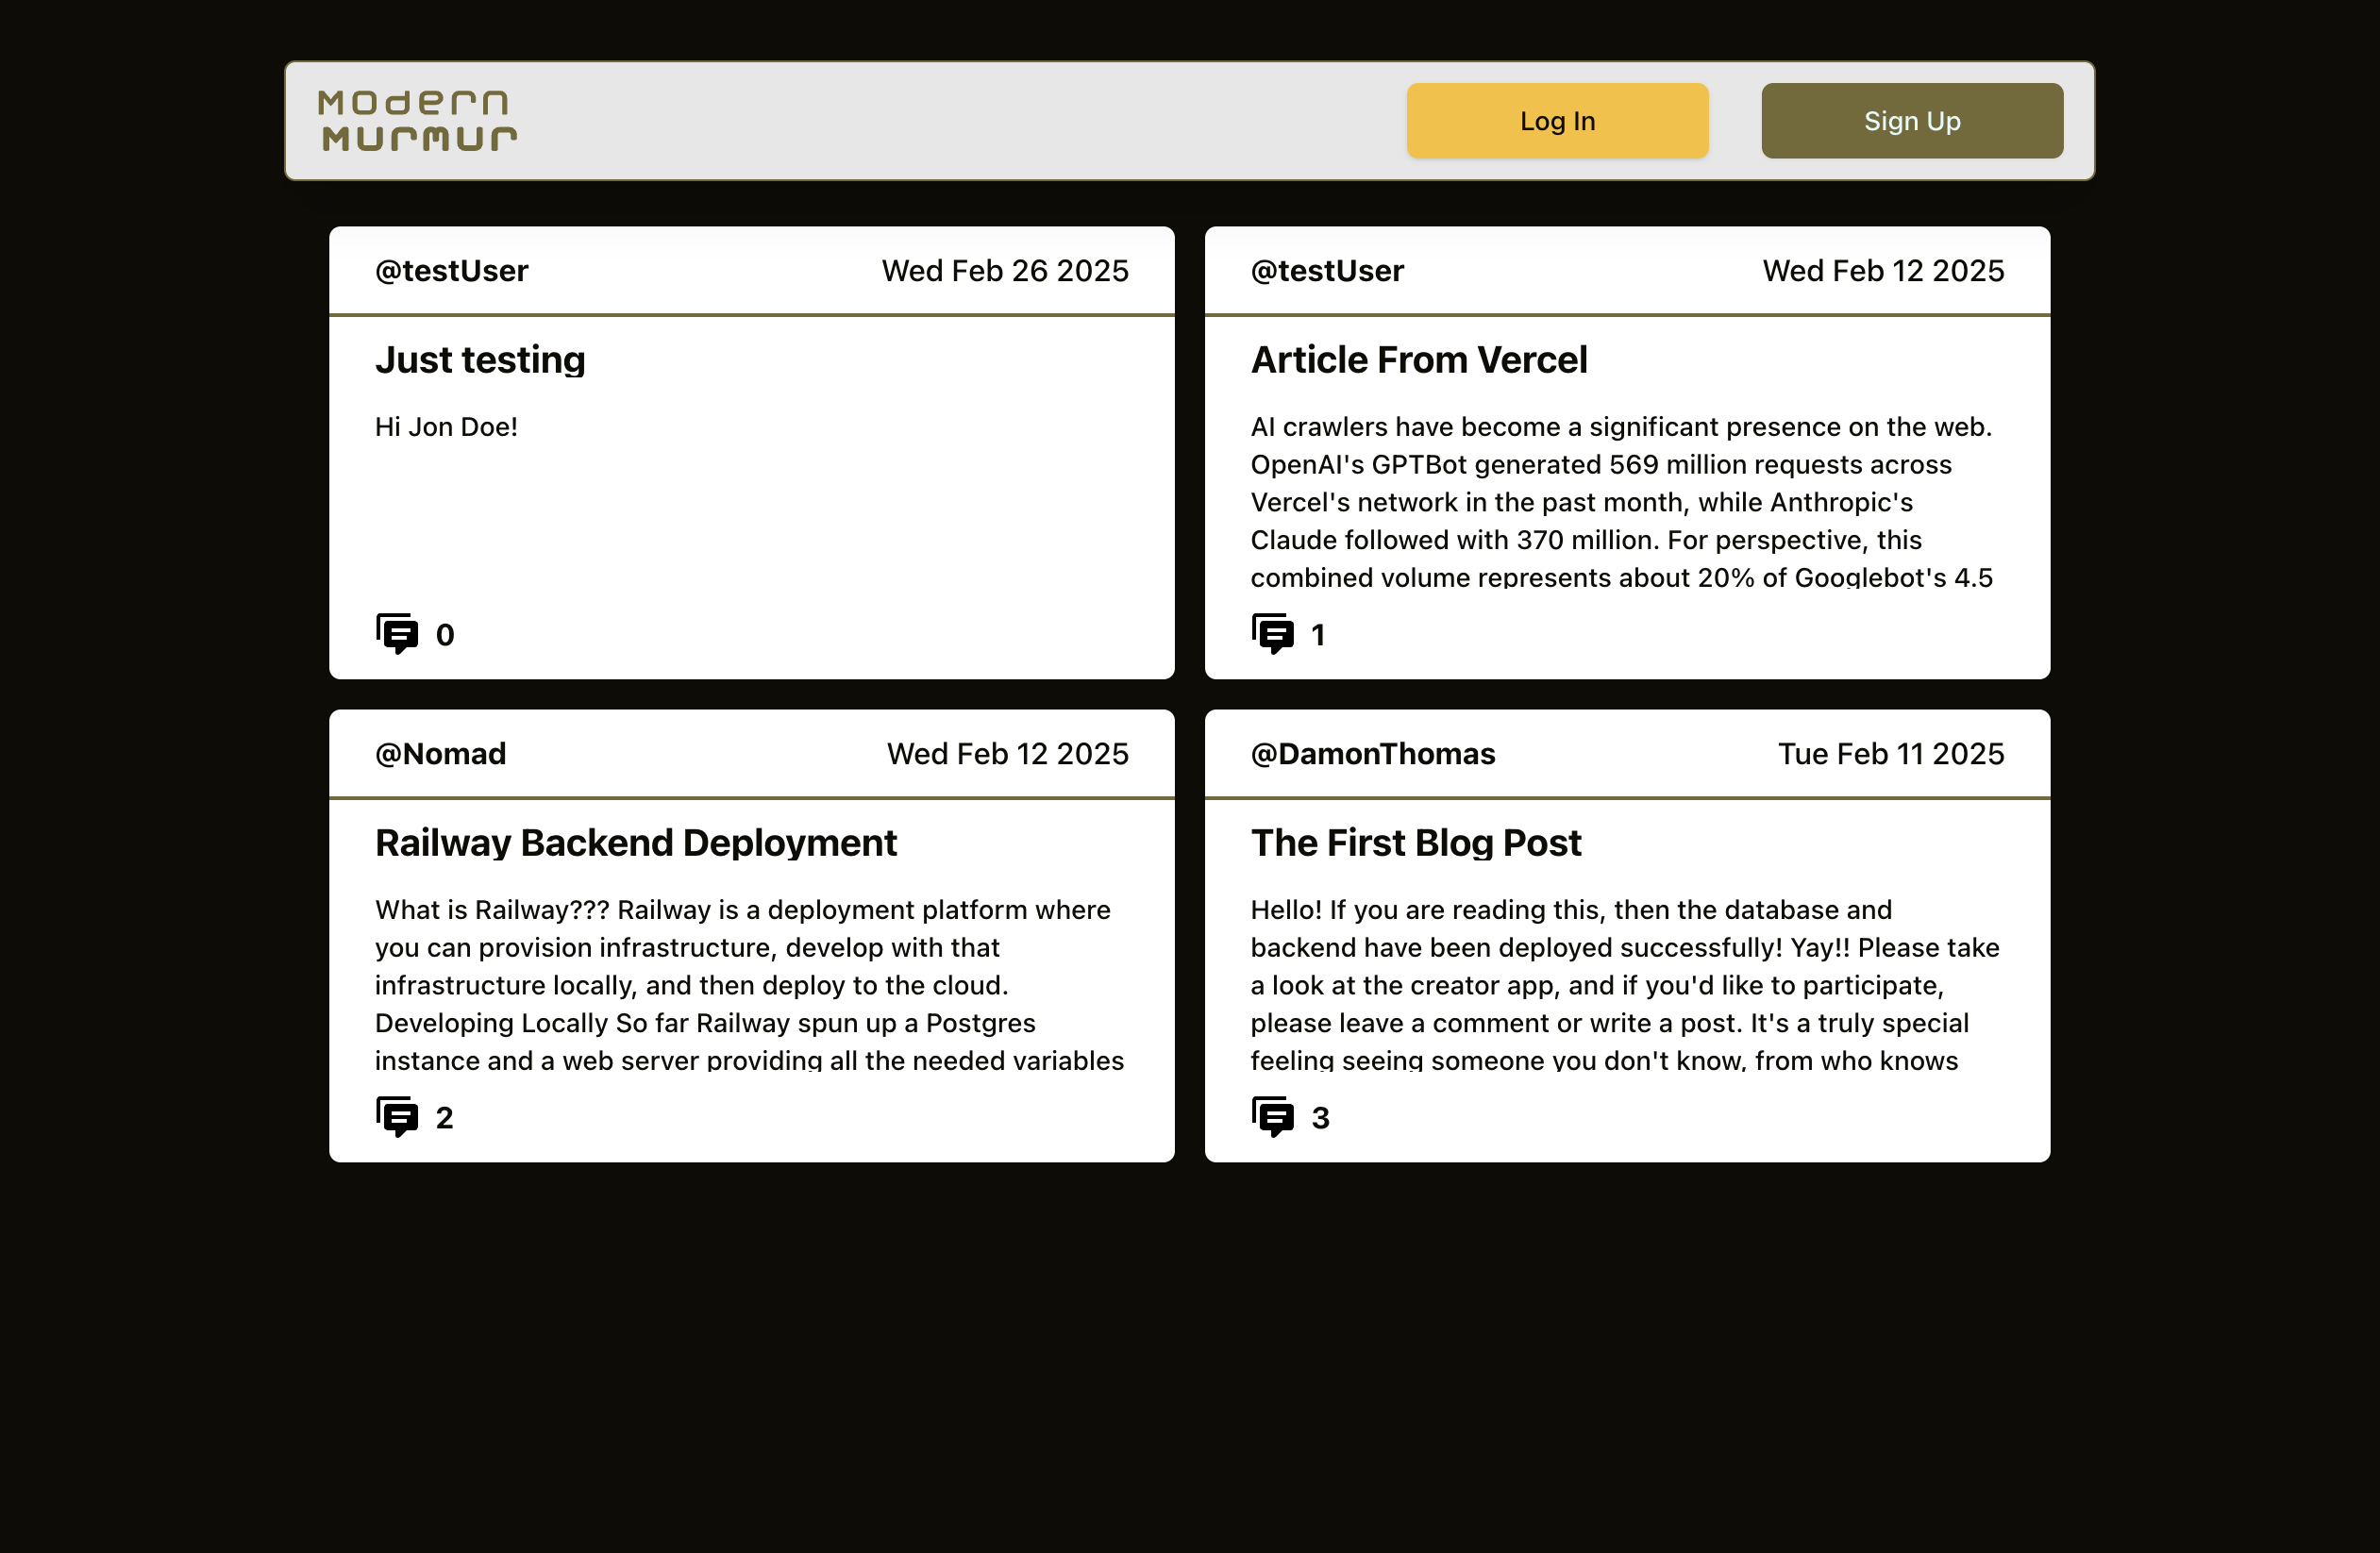 Modern
Murmur
Log In
Sign Up
@testUser
Wed Feb 26 2025
Just testing
Hi Jon Doe!
0
@testUser
Wed Feb 12 2025
Article From Vercel
AI crawlers have become a significant presence on the web.
OpenAI's GPTBot generated 569 million requests across
Vercel's network in the past month, while Anthropic's
Claude followed with 370 million. For perspective, this
combined volume represents about 20% of Googlebot's 4.5
1
@Nomad
Wed Feb 12 2025
Railway Backend Deployment
What is Railway??? Railway is a deployment platform where
you can provision infrastructure, develop with that
infrastructure locally, and then deploy to the cloud.
Developing Locally So far Railway spun up a Postgres
instance and a web server providing all the needed variables
2
@DamonThomas
Tue Feb 11 2025
The First Blog Post
Hello! If you are reading this, then the database and
backend have been deployed successfully! Yay!! Please take
a look at the creator app, and if you'd like to participate,
please leave a comment or write a post. It's a truly special
feeling seeing someone you don't know, from who knows
3